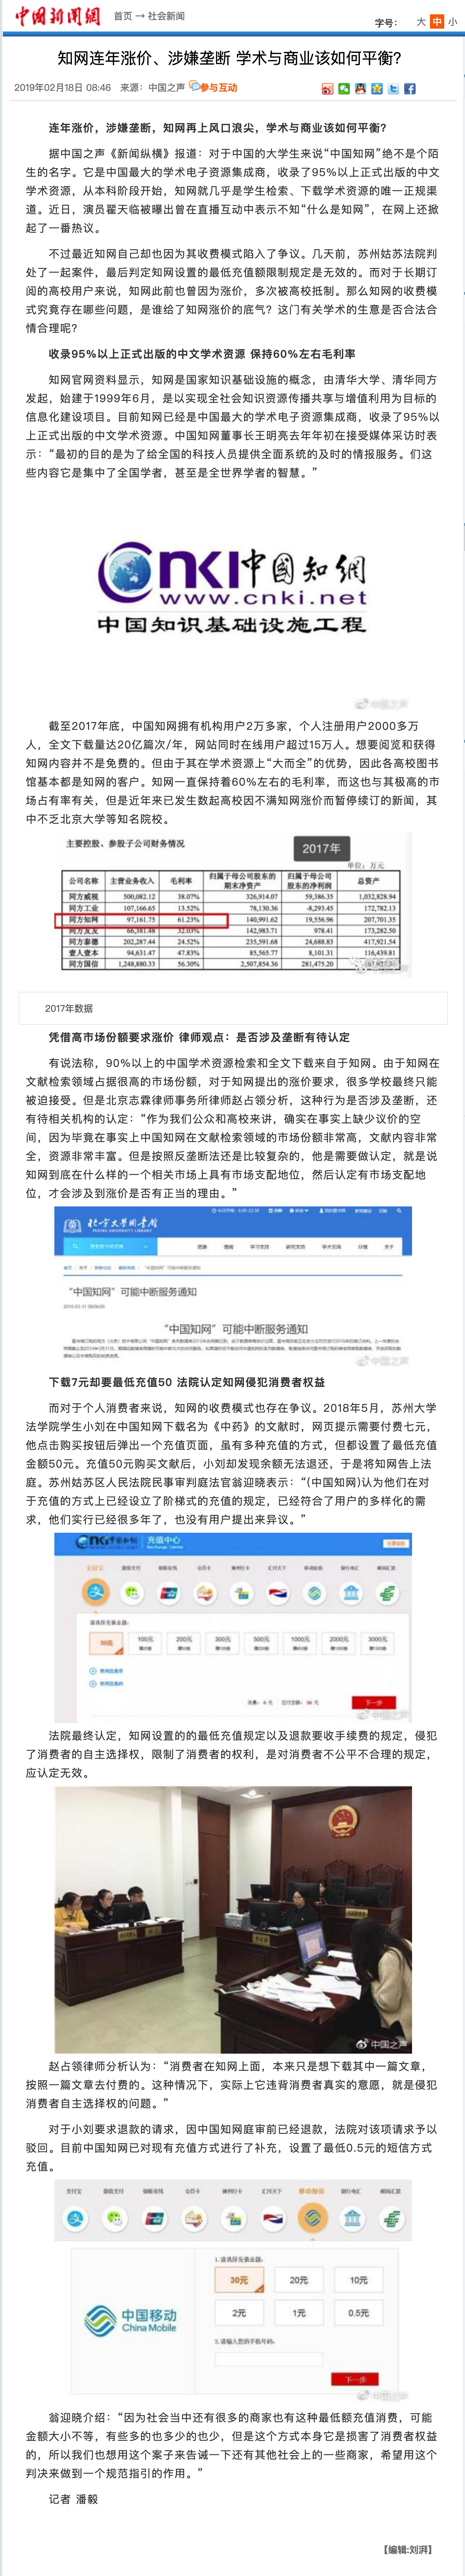 中国新闻网
首页 → 社会新闻
字号： 大 中 小
知网连年涨价、涉嫌垄断 学术与商业该如何平衡？
2019年02月18日 08:46 来源：中国之声 参与互动
连年涨价，涉嫌垄断，知网再上风口浪尖，学术与商业该如何平衡？
据中国之声《新闻纵横》报道：对于中国的大学生来说“中国知网”绝不是个陌
生的名字。它是中国最大的学术电子资源集成商，收录了95%以上正式出版的中文
学术资源，从本科阶段开始，知网就几乎是学生检索、下载学术资源的唯一正规渠
道。近日，演员翟天临被曝出曾在直播互动中表示不知“什么是知网”，在网上还掀
起了一番热议。
不过最近知网自己却也因为其收费模式陷入了争议。几天前，苏州姑苏法院判
处了一起案件，最后判定知网设置的最低充值额限制规定是无效的。而对于长期订
阅的高校用户来说，知网此前也曾因为涨价，多次被高校抵制。那么知网的收费模
式究竟存在哪些问题，是谁给了知网涨价的底气？这门有关学术的生意是否合法合
情合理呢？
收录95%以上正式出版的中文学术资源 保持60%左右毛利率
知网官网资料显示，知网是国家知识基础设施的概念，由清华大学、清华同方
发起，始建于1999年6月，是以实现全社会知识资源传播共享与增值利用为目标的
信息化建设项目。目前知网已经是中国最大的学术电子资源集成商，收录了95%以
上正式出版的中文学术资源。中国知网董事长王明亮去年年初在接受媒体采访时表
示：“最初的目的是为了给全国的科技人员提供全面系统的及时的情报服务。们这
些内容它是集中了全国学者，甚至是全世界学者的智慧。”
CNKI中國知網
www.cnki.net
中国知识基础设施工程
中国之声
截至2017年底，中国知网拥有机构用户2万多家，个人注册用户2000多万
人，全文下载量达20亿篇次/年，网站同时在线用户超过15万人。想要阅览和获得
知网内容并不是免费的。但由于其在学术资源上“大而全”的优势，因此各高校图书
馆基本都是知网的客户。知网一直保持着60%左右的毛利率，而这也与其极高的市
场占有率有关，但是近年来已发生数起高校因不满知网涨价而暂停续订的新闻，其
中不乏北京大学等知名院校。
主要控股、参股子公司财务情况
2017年
单位：万元
公司名称 主营业务收入 毛利率 归属于母公司股东的期末净资产 归属于母公司股东的净利润 总资产
同方威视 500,082.12 38.07% 326,914.07 59,386.35 1,032,828.94
同方工业 107,166.65 13.52% 78,130.36 -8,293.45 172,782.13
同方知网 97,161.75 61.23% 140,991.62 19,556.96 207,701.35
同方友友 66,381.48 32.03% 142,983.71 978.41 173,282.50
同方泰德 202,287.44 24.52% 235,591.68 24,688.83 417,921.54
壹人壹本 94,631.47 47.83% 85,565.77 8,101.31 116,439.81
同方国信 1,248,880.33 56.30% 2,507,854.36 281,475.20
2017年数据
凭借高市场份额要求涨价 律师观点：是否涉及垄断有待认定
有说法称，90%以上的中国学术资源检索和全文下载来自于知网。由于知网在
文献检索领域占据很高的市场份额，对于知网提出的涨价要求，很多学校最终只能
被迫接受。但是北京志霖律师事务所律师赵占领分析，这种行为是否涉及垄断，还
有待相关机构的认定：“作为我们公众和高校来讲，确实在事实上缺少议价的空
间，因为毕竟在事实上中国知网在文献检索领域的市场份额非常高，文献内容非常
全，资源非常丰富。但是按照反垄断法还是比较复杂的，他是需要做认定，就是说
知网到底在什么样的一个相关市场上具有市场支配地位，然后认定有市场支配地
位，才会涉及到涨价是否有正当的理由。”
北京大学图书馆
PEKING UNIVERSITY LIBRARY
“中国知网”可能中断服务通知
“中国知网”可能中断服务通知
中国之声
下载7元却要最低充值50 法院认定知网侵犯消费者权益
而对于个人消费者来说，知网的收费模式也存在争议。2018年5月，苏州大学
法学院学生小刘在中国知网下载名为《中药》的文献时，网页提示需要付费七元，
他点击购买按钮后弹出一个充值页面，虽有多种充值的方式，但都设置了最低充值
金额50元。充值50元购买文献后，小刘却发现余额无法退还，于是将知网告上法
庭。苏州姑苏区人民法院民事审判庭法官翁迎晓表示：“(中国知网)认为他们在对
于充值的方式上已经设立了阶梯式的充值的规定，已经符合了用户的多样化的需
求，他们实行已经很多年了，也没有用户提出来异议。”
充值中心
50元 100元 200元 300元 500元 1000元 2000元 3000元
下一步
中国之声
法院最终认定，知网设置的的最低充值规定以及退款要收手续费的规定，侵犯
了消费者的自主选择权，限制了消费者的权利，是对消费者不公平不合理的规定，
应认定无效。
中国之声
赵占领律师分析认为：“消费者在知网上面，本来只是想下载其中一篇文章，
按照一篇文章去付费的。这种情况下，实际上它违背消费者真实的意愿，就是侵犯
消费者自主选择权的问题。”
对于小刘要求退款的请求，因中国知网庭审前已经退款，法院对该项请求予以
驳回。目前中国知网已对现有充值方式进行了补充，设置了最低0.5元的短信方式
充值。
支付宝 微信支付 银联在线 会员卡 神州行卡 汇付天下 移动短信 银行电汇 邮局汇款
30元 20元 10元
中国移动
China Mobile
2元 1元 0.5元
2. 请输入您的手机号码：
下一步
中国之声
翁迎晓介绍：“因为社会当中还有很多的商家也有这种最低额充值消费，可能
金额大小不等，有些多的也多少的也少，但是这个方式本身它是损害了消费者权益
的，所以我们也想用这个案子来告诫一下还有其他社会上的一些商家，希望用这个
判决来做到一个规范指引的作用。”
记者 潘毅
【编辑:刘湃】